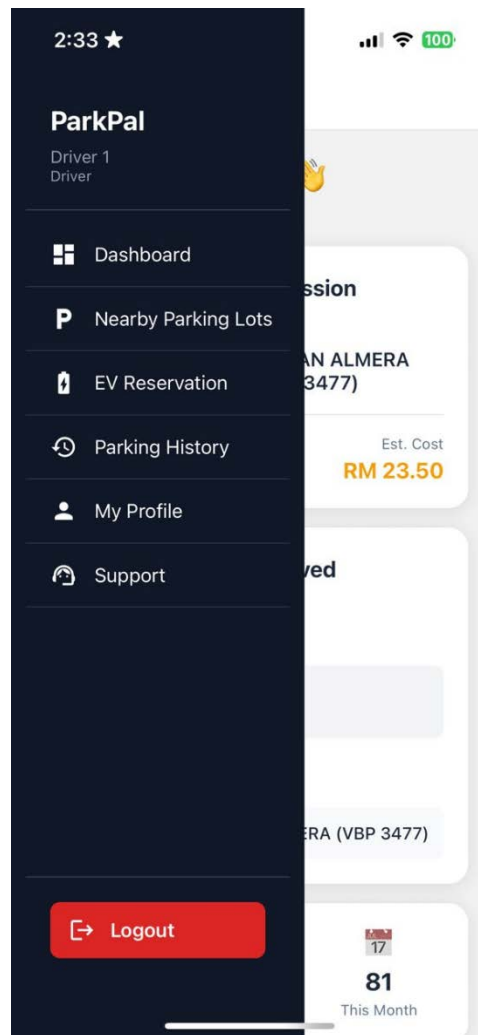 2:33
100
ParkPal
Driver 1
Driver
Dashboard
ssion
Nearby Parking Lots
AN ALMERA
EV Reservation
3477)
Parking History
Est. Cost
RM 23.50
My Profile
Support
ved
ERA (VBP 3477)
Logout
17
81
This Month